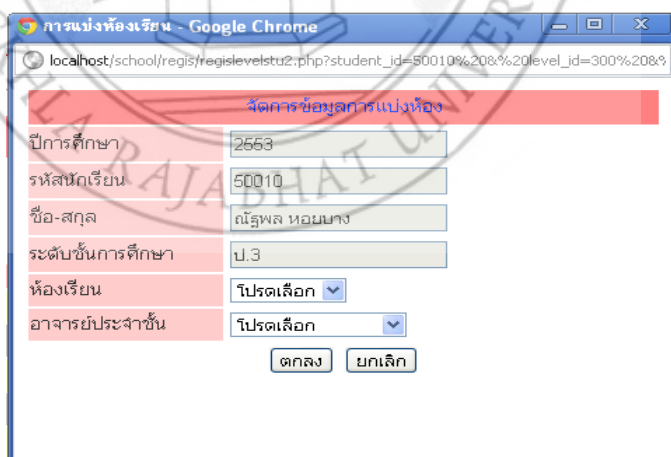 การแบ่งห้องเรียน - Google Chrome
localhost/school/regis/regislevelstu2.php?student_id=50010%20&%20level_id=300%20&%
จัดการข้อมูลการแบ่งห้อง
ปีการศึกษา 2553
รหัสนักเรียน 50010
ชื่อ-สกุล ณัฐพล หอยบาง
ระดับชั้นการศึกษา ป.3
ห้องเรียน โปรดเลือก
อาจารย์ประจำชั้น โปรดเลือก
ตกลง ยกเลิก
RAJABHAT UNI